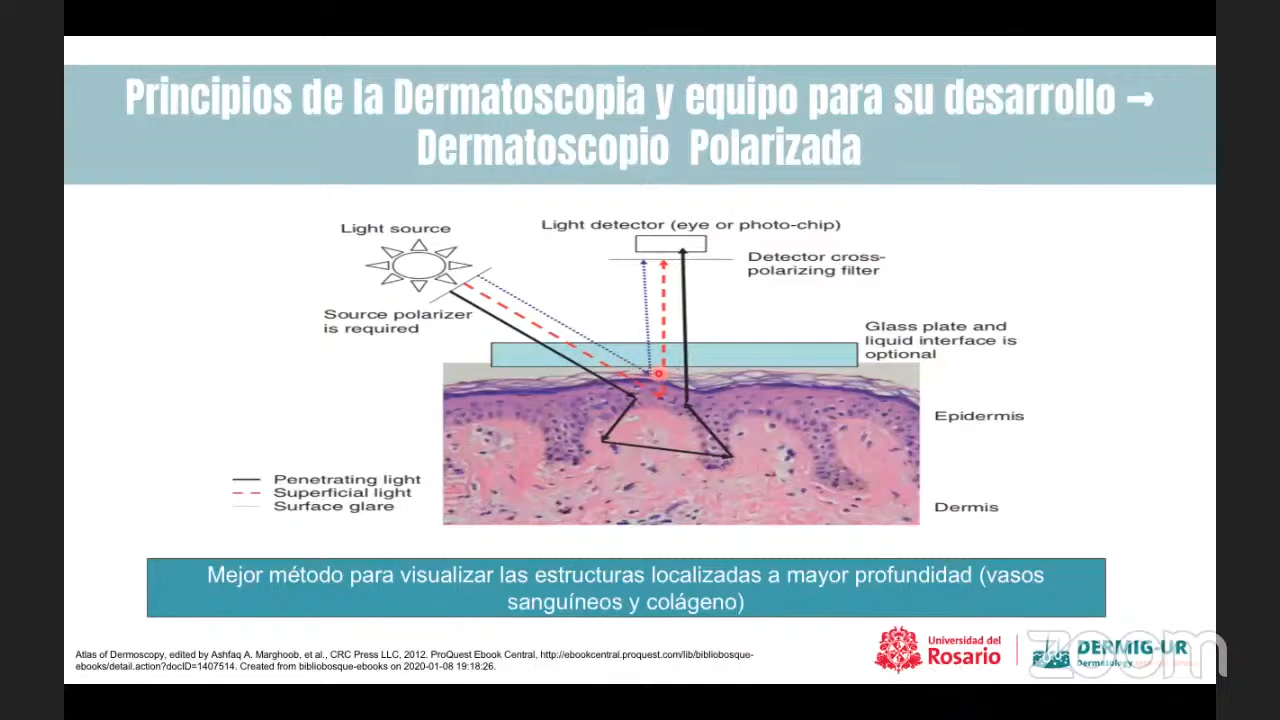 Principios de la Dermatoscopia y equipo para su desarrollo →
Dermatoscopio Polarizada
Light source
Light detector (eye or photo-chip)
Detector cross-
polarizing filter
Source polarizer
is required
Glass plate and
liquid interface is
optional
Epidermis
Penetrating light
Superficial light
Surface glare
Dermis
Mejor método para visualizar las estructuras localizadas a mayor profundidad (vasos
sanguíneos y colágeno)
Atlas of Dermoscopy, edited by Ashfaq A. Marghoob, et al., CRC Press LLC, 2012. ProQuest Ebook Central, http://ebookcentral.proquest.com/lib/bibliobosque-
ebooks/detail.action?docID=1407514. Created from bibliobosque-ebooks on 2020-01-08 19:18:26.
Universidad del
Rosario
DERMIG-UR
Dermatology
zoom